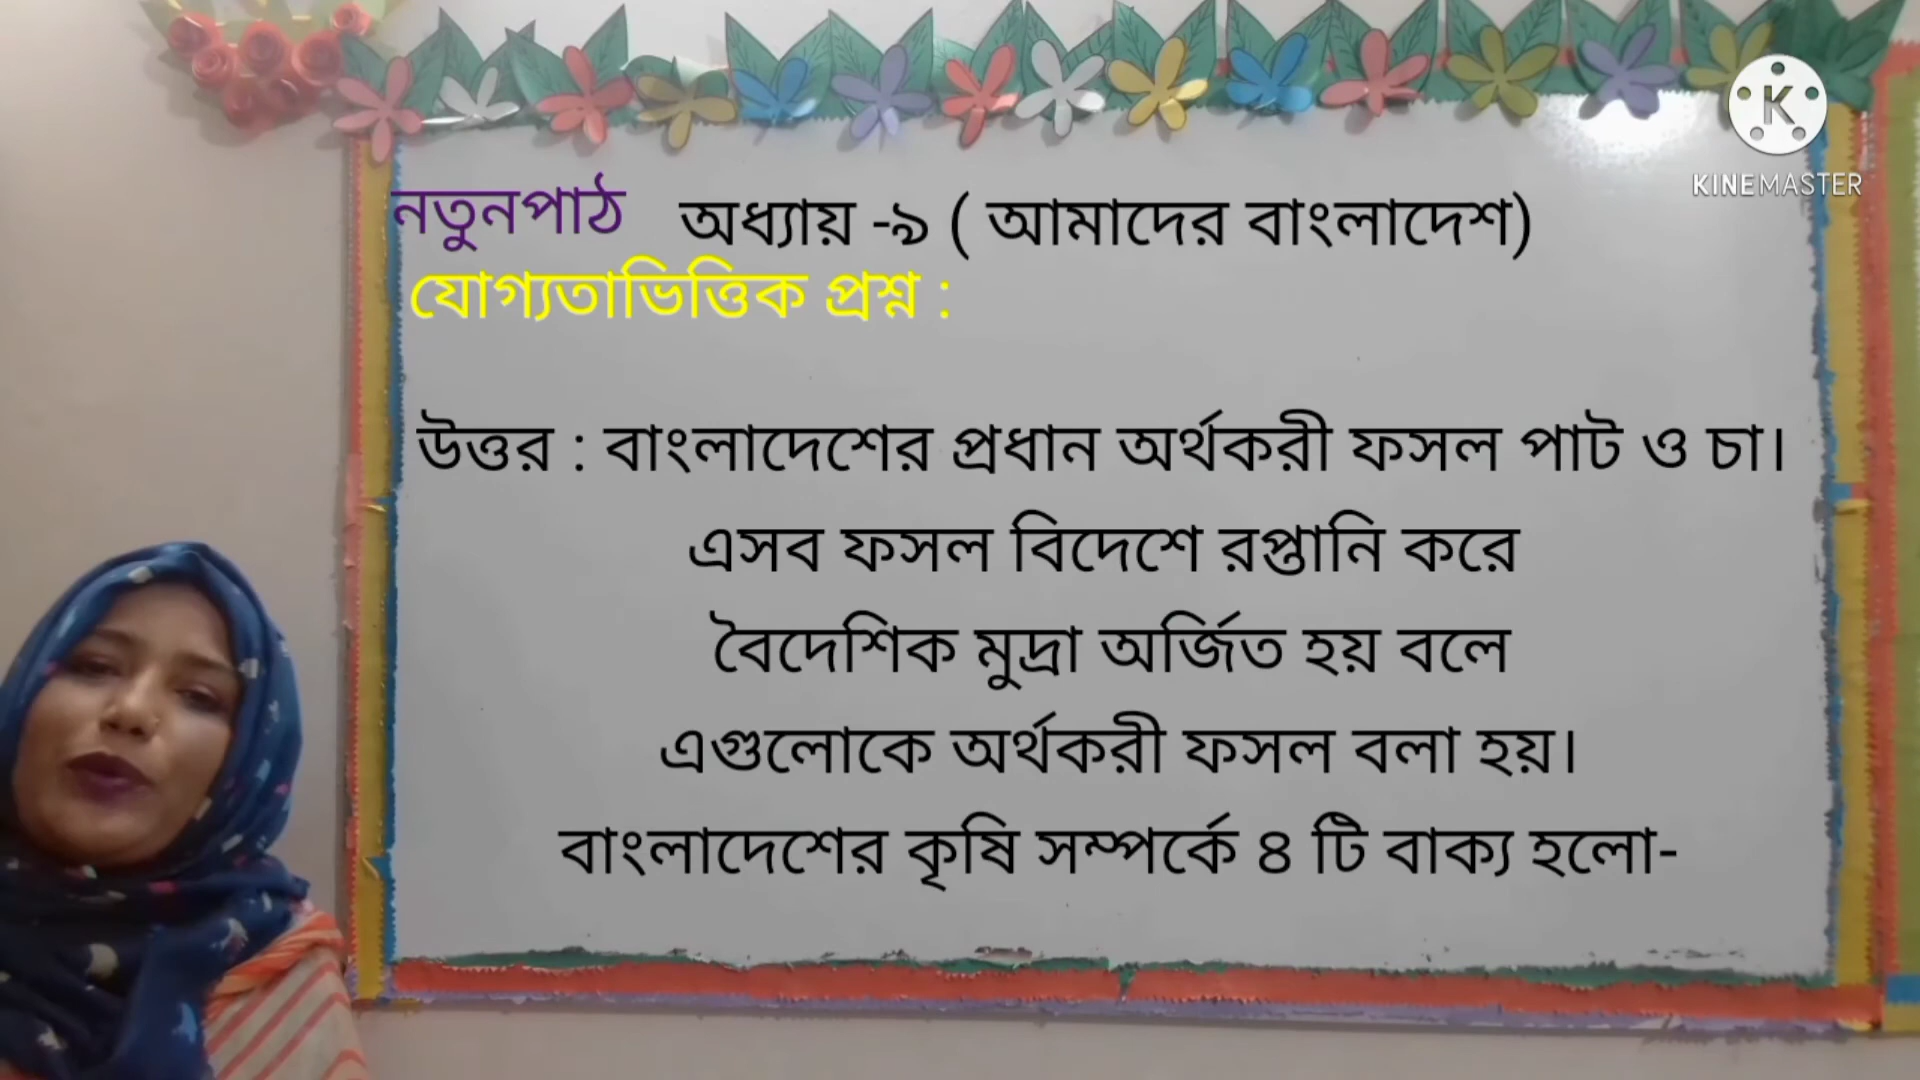 নতুনপাঠ অধ্যায় -৯ ( আমাদের বাংলাদেশ)
KINEMASTER
যোগ্যতাভিত্তিক প্রশ্ন :
উত্তর : বাংলাদেশের প্রধান অর্থকরী ফসল পাট ও চা।
এসব ফসল বিদেশে রপ্তানি করে
বৈদেশিক মুদ্রা অর্জিত হয় বলে
এগুলোকে অর্থকরী ফসল বলা হয়।
বাংলাদেশের কৃষি সম্পর্কে ৪ টি বাক্য হলো-